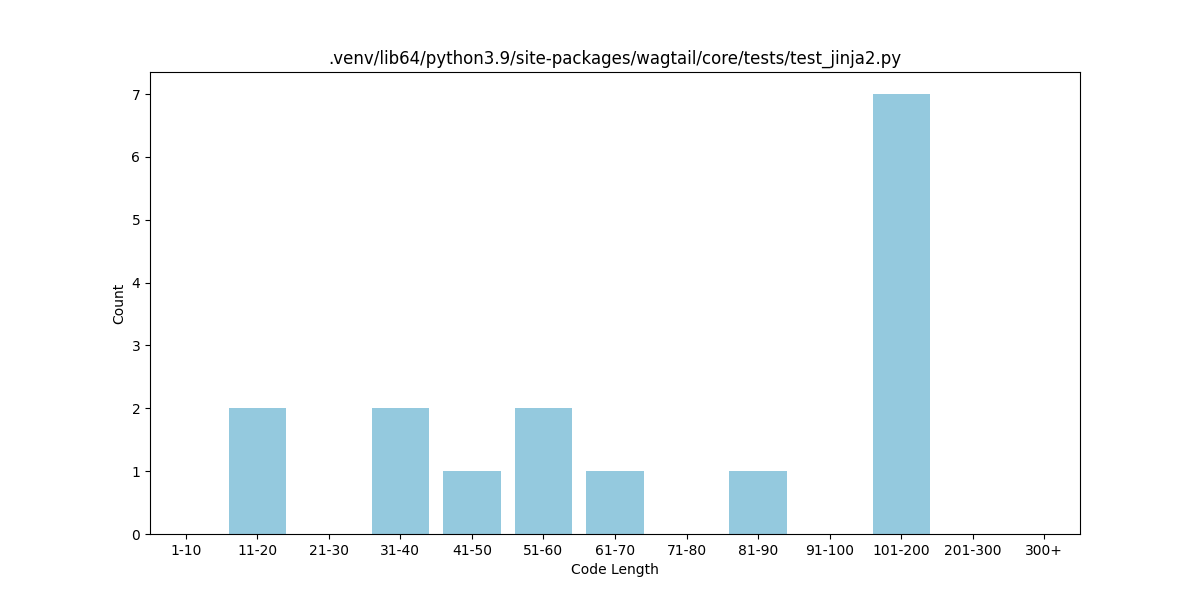 .venv/lib64/python3.9/site-packages/wagtail/core/tests/test_jinja2.py
7
6
5
4
3
2
1
0
Count
1-10 11-20 21-30 31-40 41-50 51-60 61-70 71-80 81-90 91-100 101-200 201-300 300+
Code Length